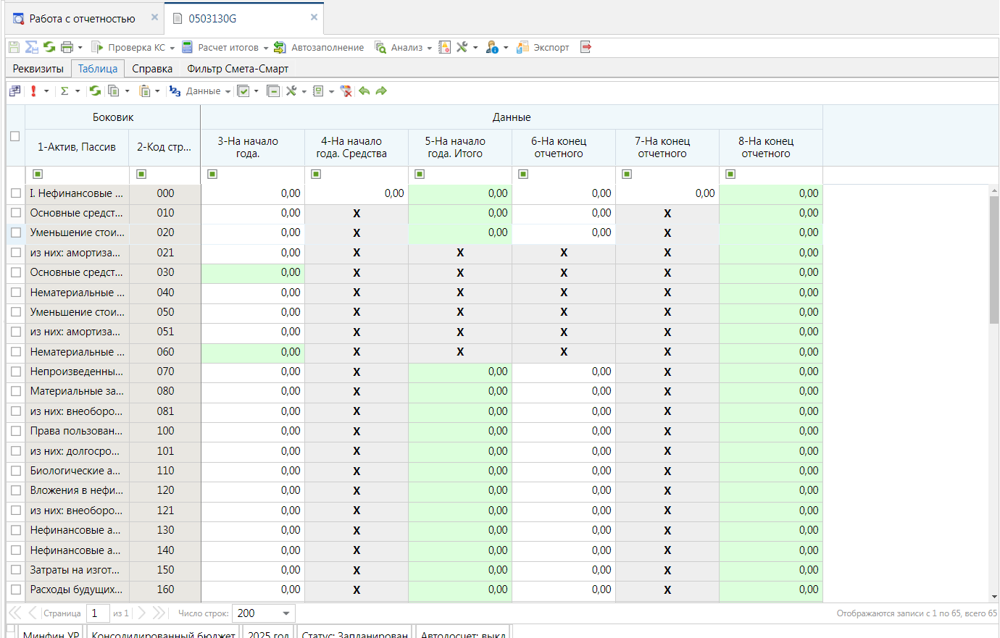 Работа с отчетностью 0503130G
Проверка КС Расчет итогов Автозаполнение Анализ Экспорт
Реквизиты Таблица Справка Фильтр Смета-Смарт
Данные
Боковик Данные
1-Актив, Пассив 2-Код стр... 3-На начало года. 4-На начало года. Средства 5-На начало года. Итого 6-На конец отчетного 7-На конец отчетного 8-На конец отчетного
I. Нефинансовые ... 000 0,00 0,00 0,00 0,00 0,00 0,00
Основные средст... 010 0,00 X 0,00 0,00 X 0,00
Уменьшение стои... 020 0,00 X 0,00 0,00 X 0,00
из них: амортиза... 021 0,00 X X X X 0,00
Основные средст... 030 0,00 X X X X 0,00
Нематериальные ... 040 0,00 X X X X 0,00
Уменьшение стои... 050 0,00 X X X X 0,00
из них: амортиза... 051 0,00 X X X X 0,00
Нематериальные ... 060 0,00 X X X X 0,00
Непроизведенны... 070 0,00 X 0,00 0,00 X 0,00
Материальные за... 080 0,00 X 0,00 0,00 X 0,00
из них: внеоборо... 081 0,00 X 0,00 0,00 X 0,00
Права пользован... 100 0,00 X 0,00 0,00 X 0,00
из них: долгосро... 101 0,00 X 0,00 0,00 X 0,00
Биологические а... 110 0,00 X 0,00 0,00 X 0,00
Вложения в нефи... 120 0,00 X 0,00 0,00 X 0,00
из них: внеоборо... 121 0,00 X 0,00 0,00 X 0,00
Нефинансовые а... 130 0,00 X 0,00 0,00 X 0,00
Нефинансовые а... 140 0,00 X 0,00 0,00 X 0,00
Затраты на изгот... 150 0,00 X 0,00 0,00 X 0,00
Расходы будущих... 160 0,00 X 0,00 0,00 X 0,00
Страница 1 из 1 Число строк: 200 Отображаются записи с 1 по 65, всего 65
Минфин УР Консолидированный бюджет 2025 год Статус: Запланирован Автодосчет: выкл